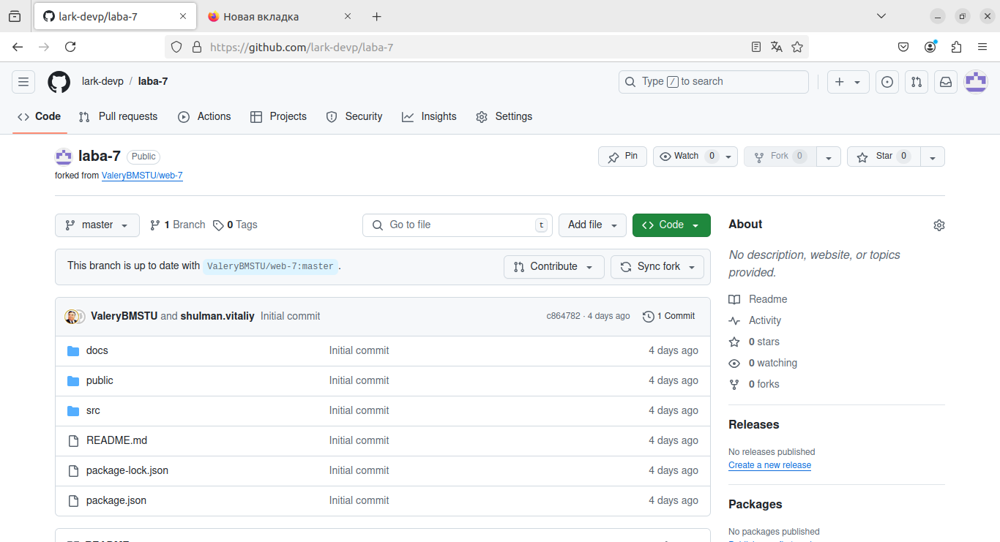 lark-devp/laba-7
Новая вкладка
https://github.com/lark-devp/laba-7
lark-devp / laba-7
Type / to search
Code Pull requests Actions Projects Security Insights Settings
laba-7 Public
Pin Watch 0 Fork 0 Star 0
forked from ValeryBMSTU/web-7
master 1 Branch 0 Tags Go to file t Add file Code
This branch is up to date with ValeryBMSTU/web-7:master.
Contribute Sync fork
ValeryBMSTU and shulman.vitaliy Initial commit c864782 · 4 days ago 1 Commit
docs Initial commit 4 days ago
public Initial commit 4 days ago
src Initial commit 4 days ago
README.md Initial commit 4 days ago
package-lock.json Initial commit 4 days ago
package.json Initial commit 4 days ago
About
No description, website, or topics
provided.
Readme
Activity
0 stars
0 watching
0 forks
Releases
No releases published
Create a new release
Packages
No packages published